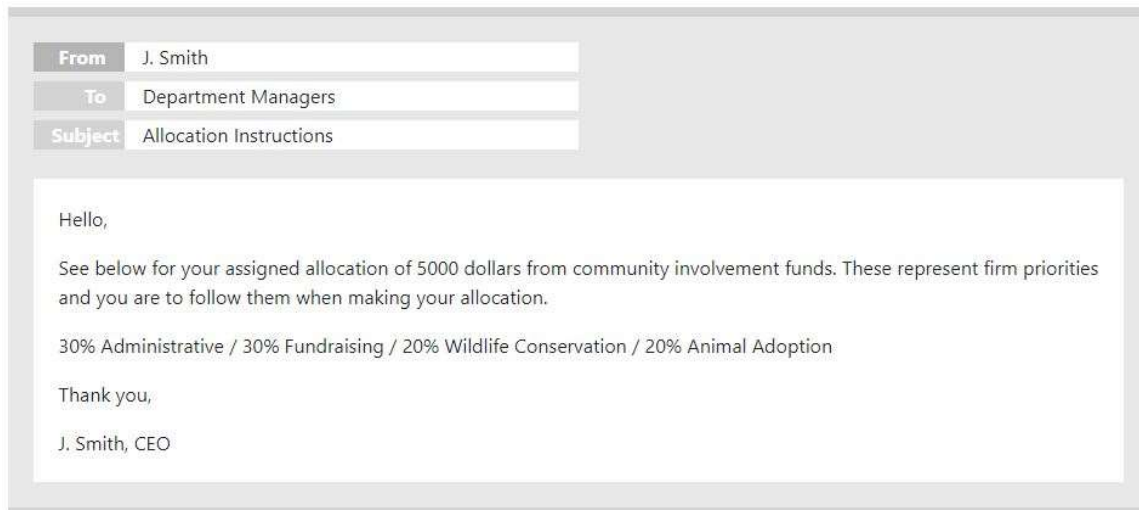 From J. Smith
To Department Managers
Subject Allocation Instructions
Hello,
See below for your assigned allocation of 5000 dollars from community involvement funds. These represent firm priorities
and you are to follow them when making your allocation.
30% Administrative / 30% Fundraising / 20% Wildlife Conservation / 20% Animal Adoption
Thank you,
J. Smith, CEO